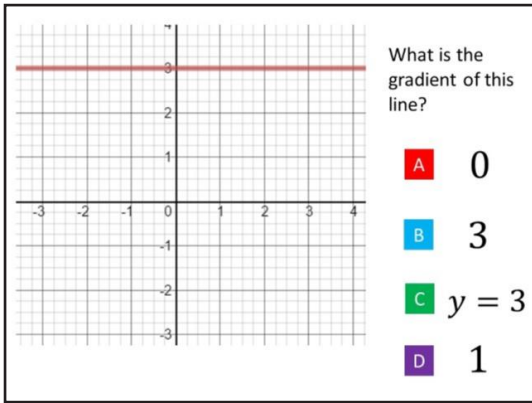 What is the
gradient of this
line?
A 0
B 3
C y = 3
D 1
4
3
2
1
-3 -2 -1 0 1 2 3 4
-1
-2
-3